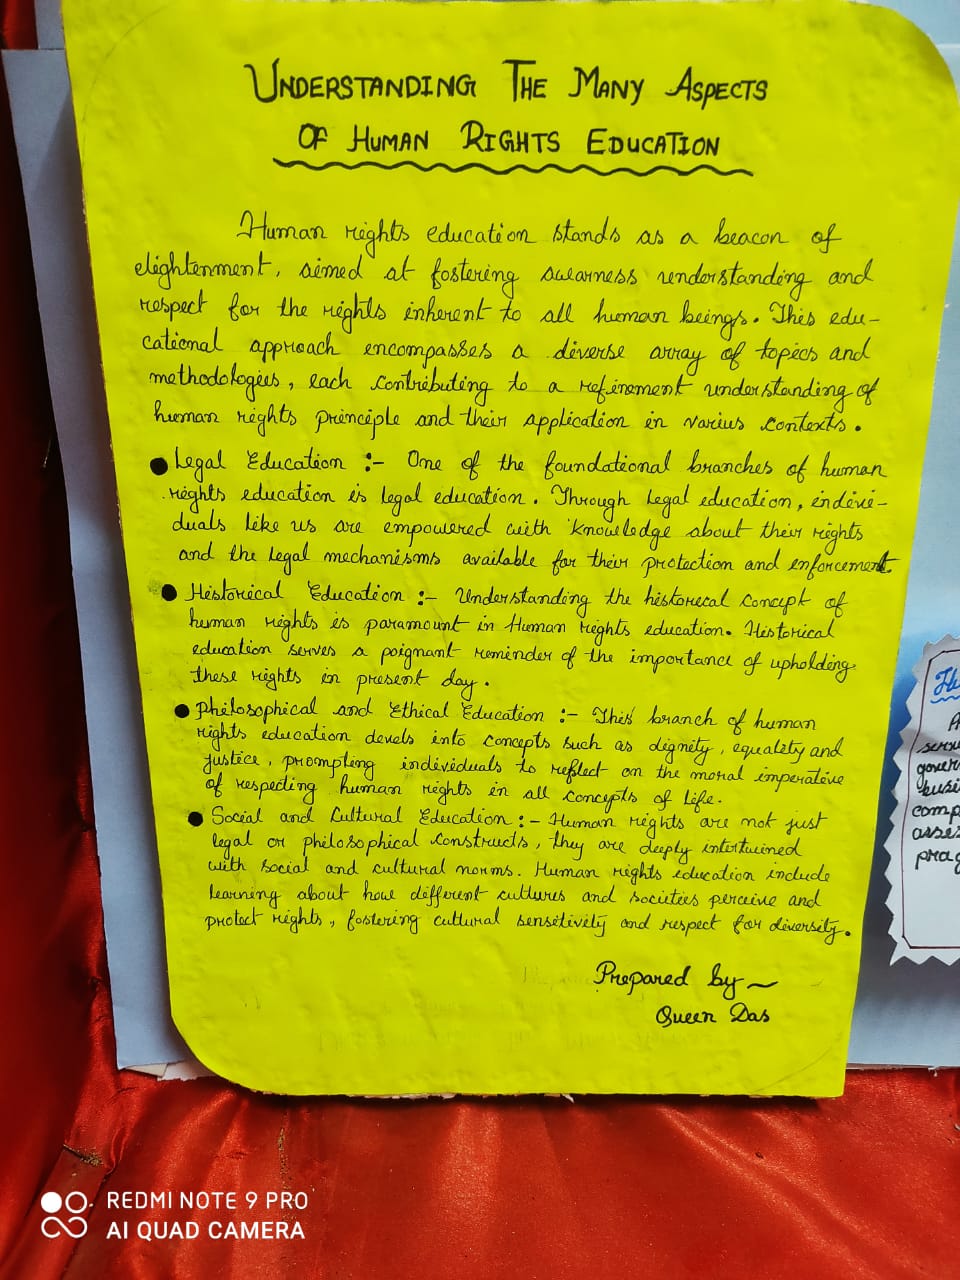 UNDERSTANDING THE MANY ASPECTS
OF HUMAN RIGHTS EDUCATION
Human rights education stands as a beacon of
elightenment, aimed at fostering awarness understanding and
respect for the rights inherent to all human beings. This edu-
cational approach encompasses a diverse array of topics and
methodologies, each contributing to a refinement understanding of
human rights principle and their application in varius contexts.
● Legal Education :- One of the foundational branches of human
rights education is legal education. Through legal education, indivi-
duals like us are empowered with knowledge about their rights
and the legal mechanisms available for their protection and enforcement.
● Historical Education :- Understanding the historical concept of
human rights is paramount in Human rights education. Historical
education serves a poignant reminder of the importance of upholding
these rights in present day.
● Philosophical and Ethical Education :- This branch of human
rights education devels into concepts such as dignity, equality and
justice, prompting individuals to reflect on the moral imperative
of respecting human rights in all concepts of life.
● Social and Cultural Education :- Human rights are not just
legal or philosophical constructs, they are deeply intertwined
with social and cultural norms. Human rights education include
learning about how different cultures and societies perceive and
protect rights, fostering cultural sensitivity and respect for diversity.
Prepared by ~
Queen Das
REDMI NOTE 9 PRO
AI QUAD CAMERA